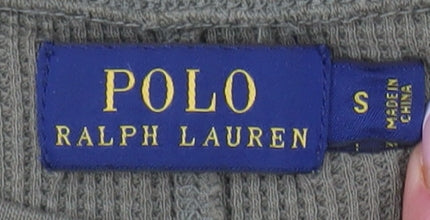 POLO
RALPH LAUREN
S
MADE IN
CHINA